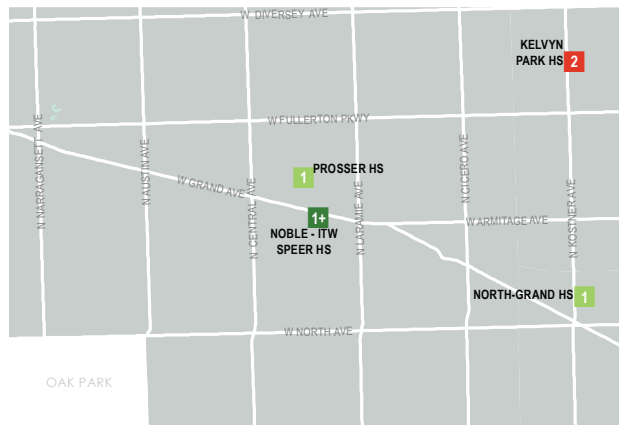 W DIVERSEY AVE
KELVYN
PARK HS
2
W FULLERTON PKWY
N NARRAGANSETT AVE
N AUSTIN AVE
N CENTRAL AVE
N LARAMIE AVE
N CICERO AVE
N KOSTNER AVE
W GRAND AVE
1
PROSSER HS
1+
NOBLE - ITW
SPEER HS
W ARMITAGE AVE
NORTH-GRAND HS
1
W NORTH AVE
OAK PARK